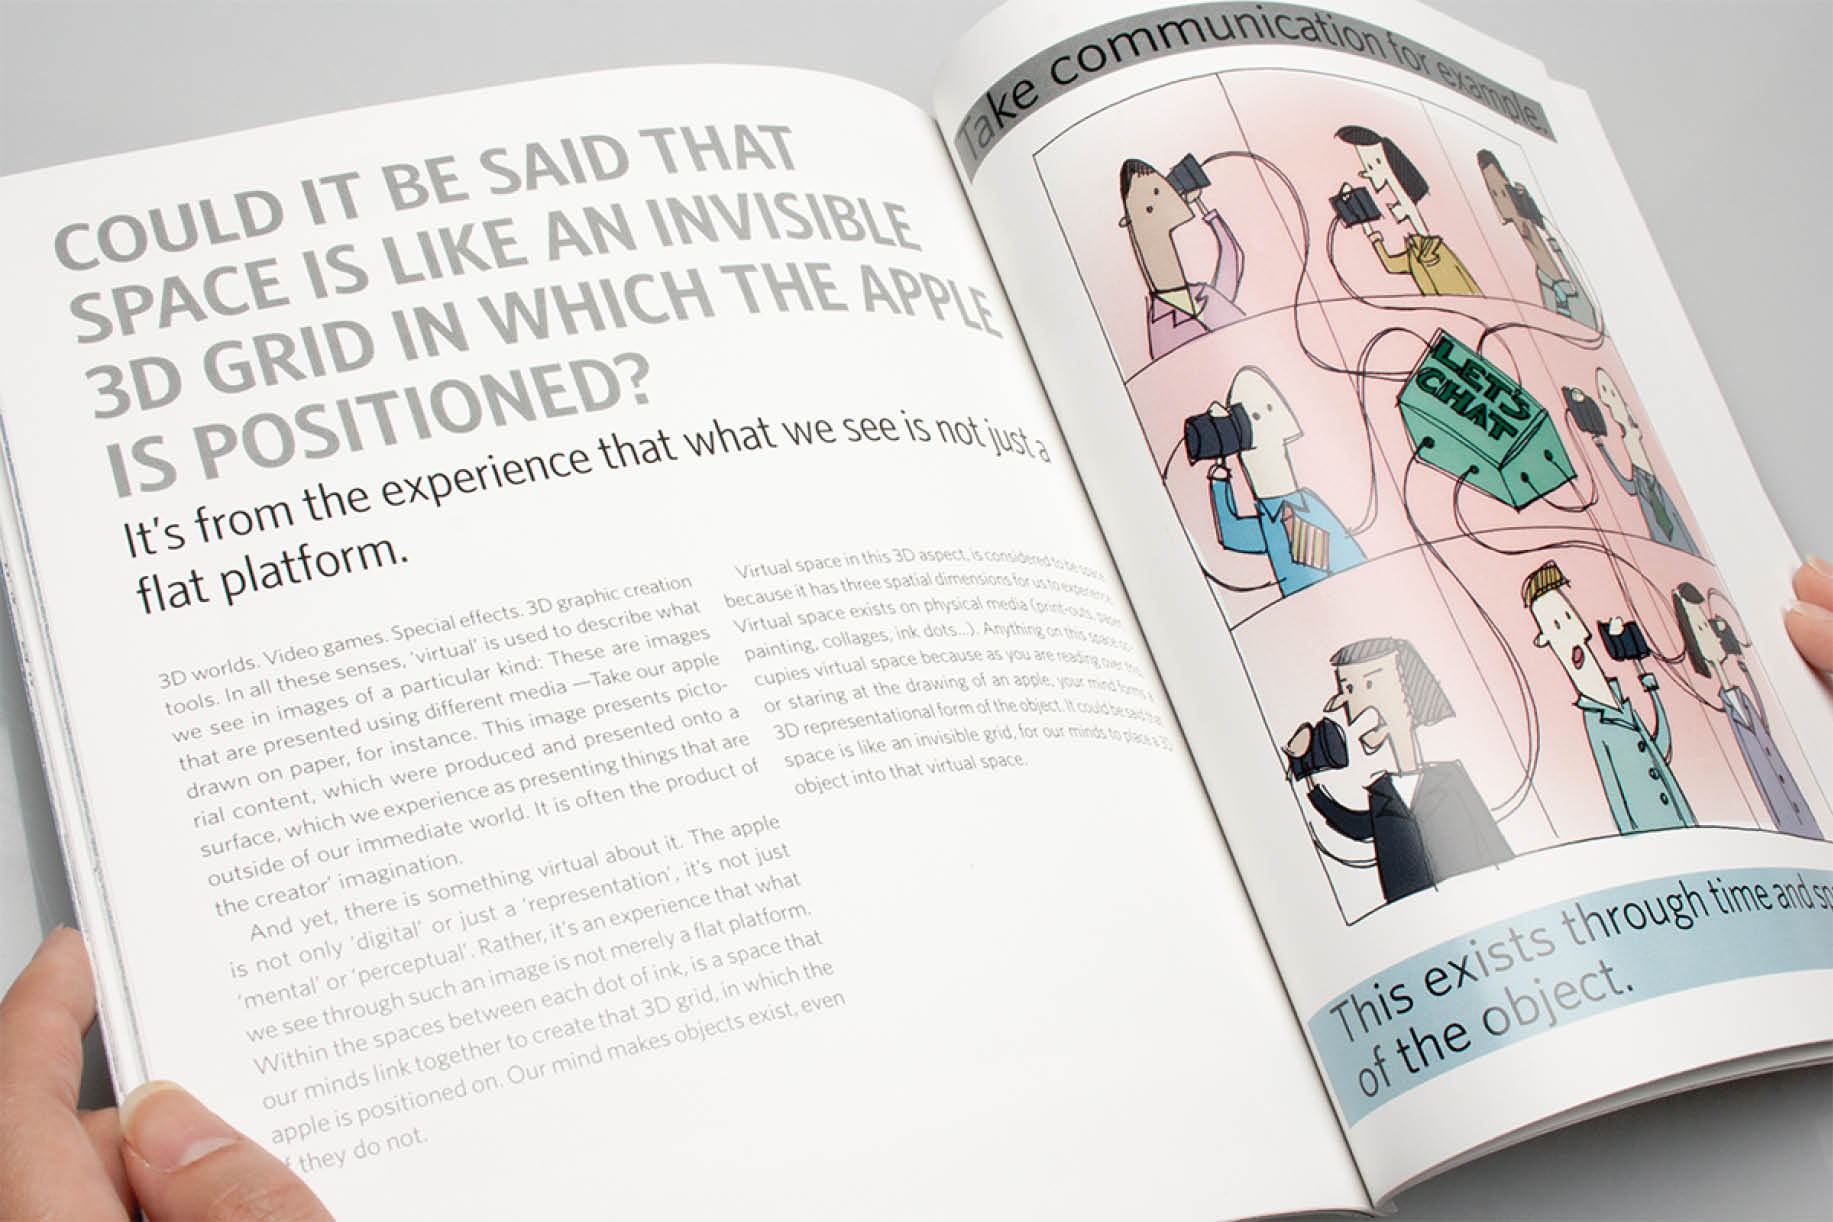 COULD IT BE SAID THAT
SPACE IS LIKE AN INVISIBLE
3D GRID IN WHICH THE APPLE
IS POSITIONED?
It's from the experience that what we see is not just a
flat platform.
3D worlds. Video games. Special effects. 3D graphic creation
tools. In all these senses, 'virtual' is used to describe what
we see in images of a particular kind: These are images
that are presented using different media —Take our apple
drawn on paper, for instance. This image presents picto-
rial content, which were produced and presented onto a
surface, which we experience as presenting things that are
outside of our immediate world. It is often the product of
the creator' imagination.
And yet, there is something virtual about it. The apple
is not only 'digital' or just a 'representation', it's not just
'mental' or 'perceptual'. Rather, it's an experience that what
we see through such an image is not merely a flat platform.
Within the spaces between each dot of ink, is a space that
our minds link together to create that 3D grid, in which the
apple is positioned on. Our mind makes objects exist, even
they do not.
Virtual space in this 3D aspect, is considered to be space
because it has three spatial dimensions for us to experience.
Virtual space exists on physical media (print-outs, paper,
painting, collages, ink dots...). Anything on this space oc-
cupies virtual space because as you are reading over this
or staring at the drawing of an apple, your mind forms a
3D representational form of the object. It could be said that
space is like an invisible grid, for our minds to place a 3D
object into that virtual space.
Take communication for example.
LET'S
CHAT
This exists through time and
of the object.